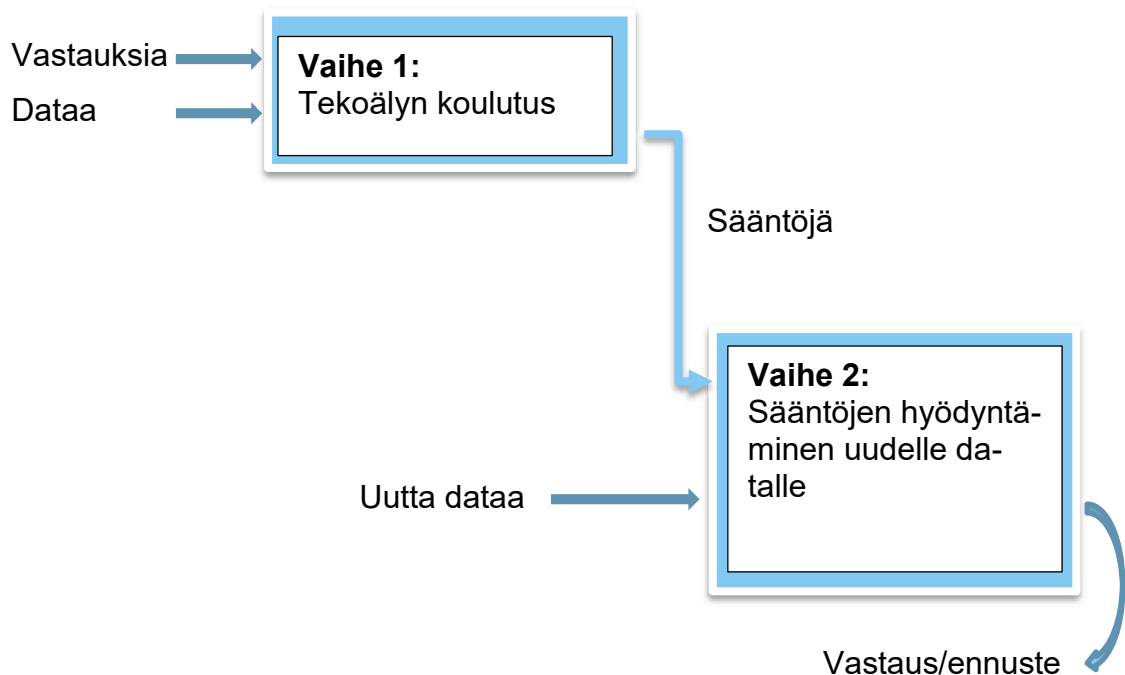 Vastauksia
Dataa
Vaihe 1:
Tekoälyn koulutus
Sääntöjä
Vaihe 2:
Sääntöjen hyödyntä-
minen uudelle da-
talle
Uutta dataa
Vastaus/ennuste